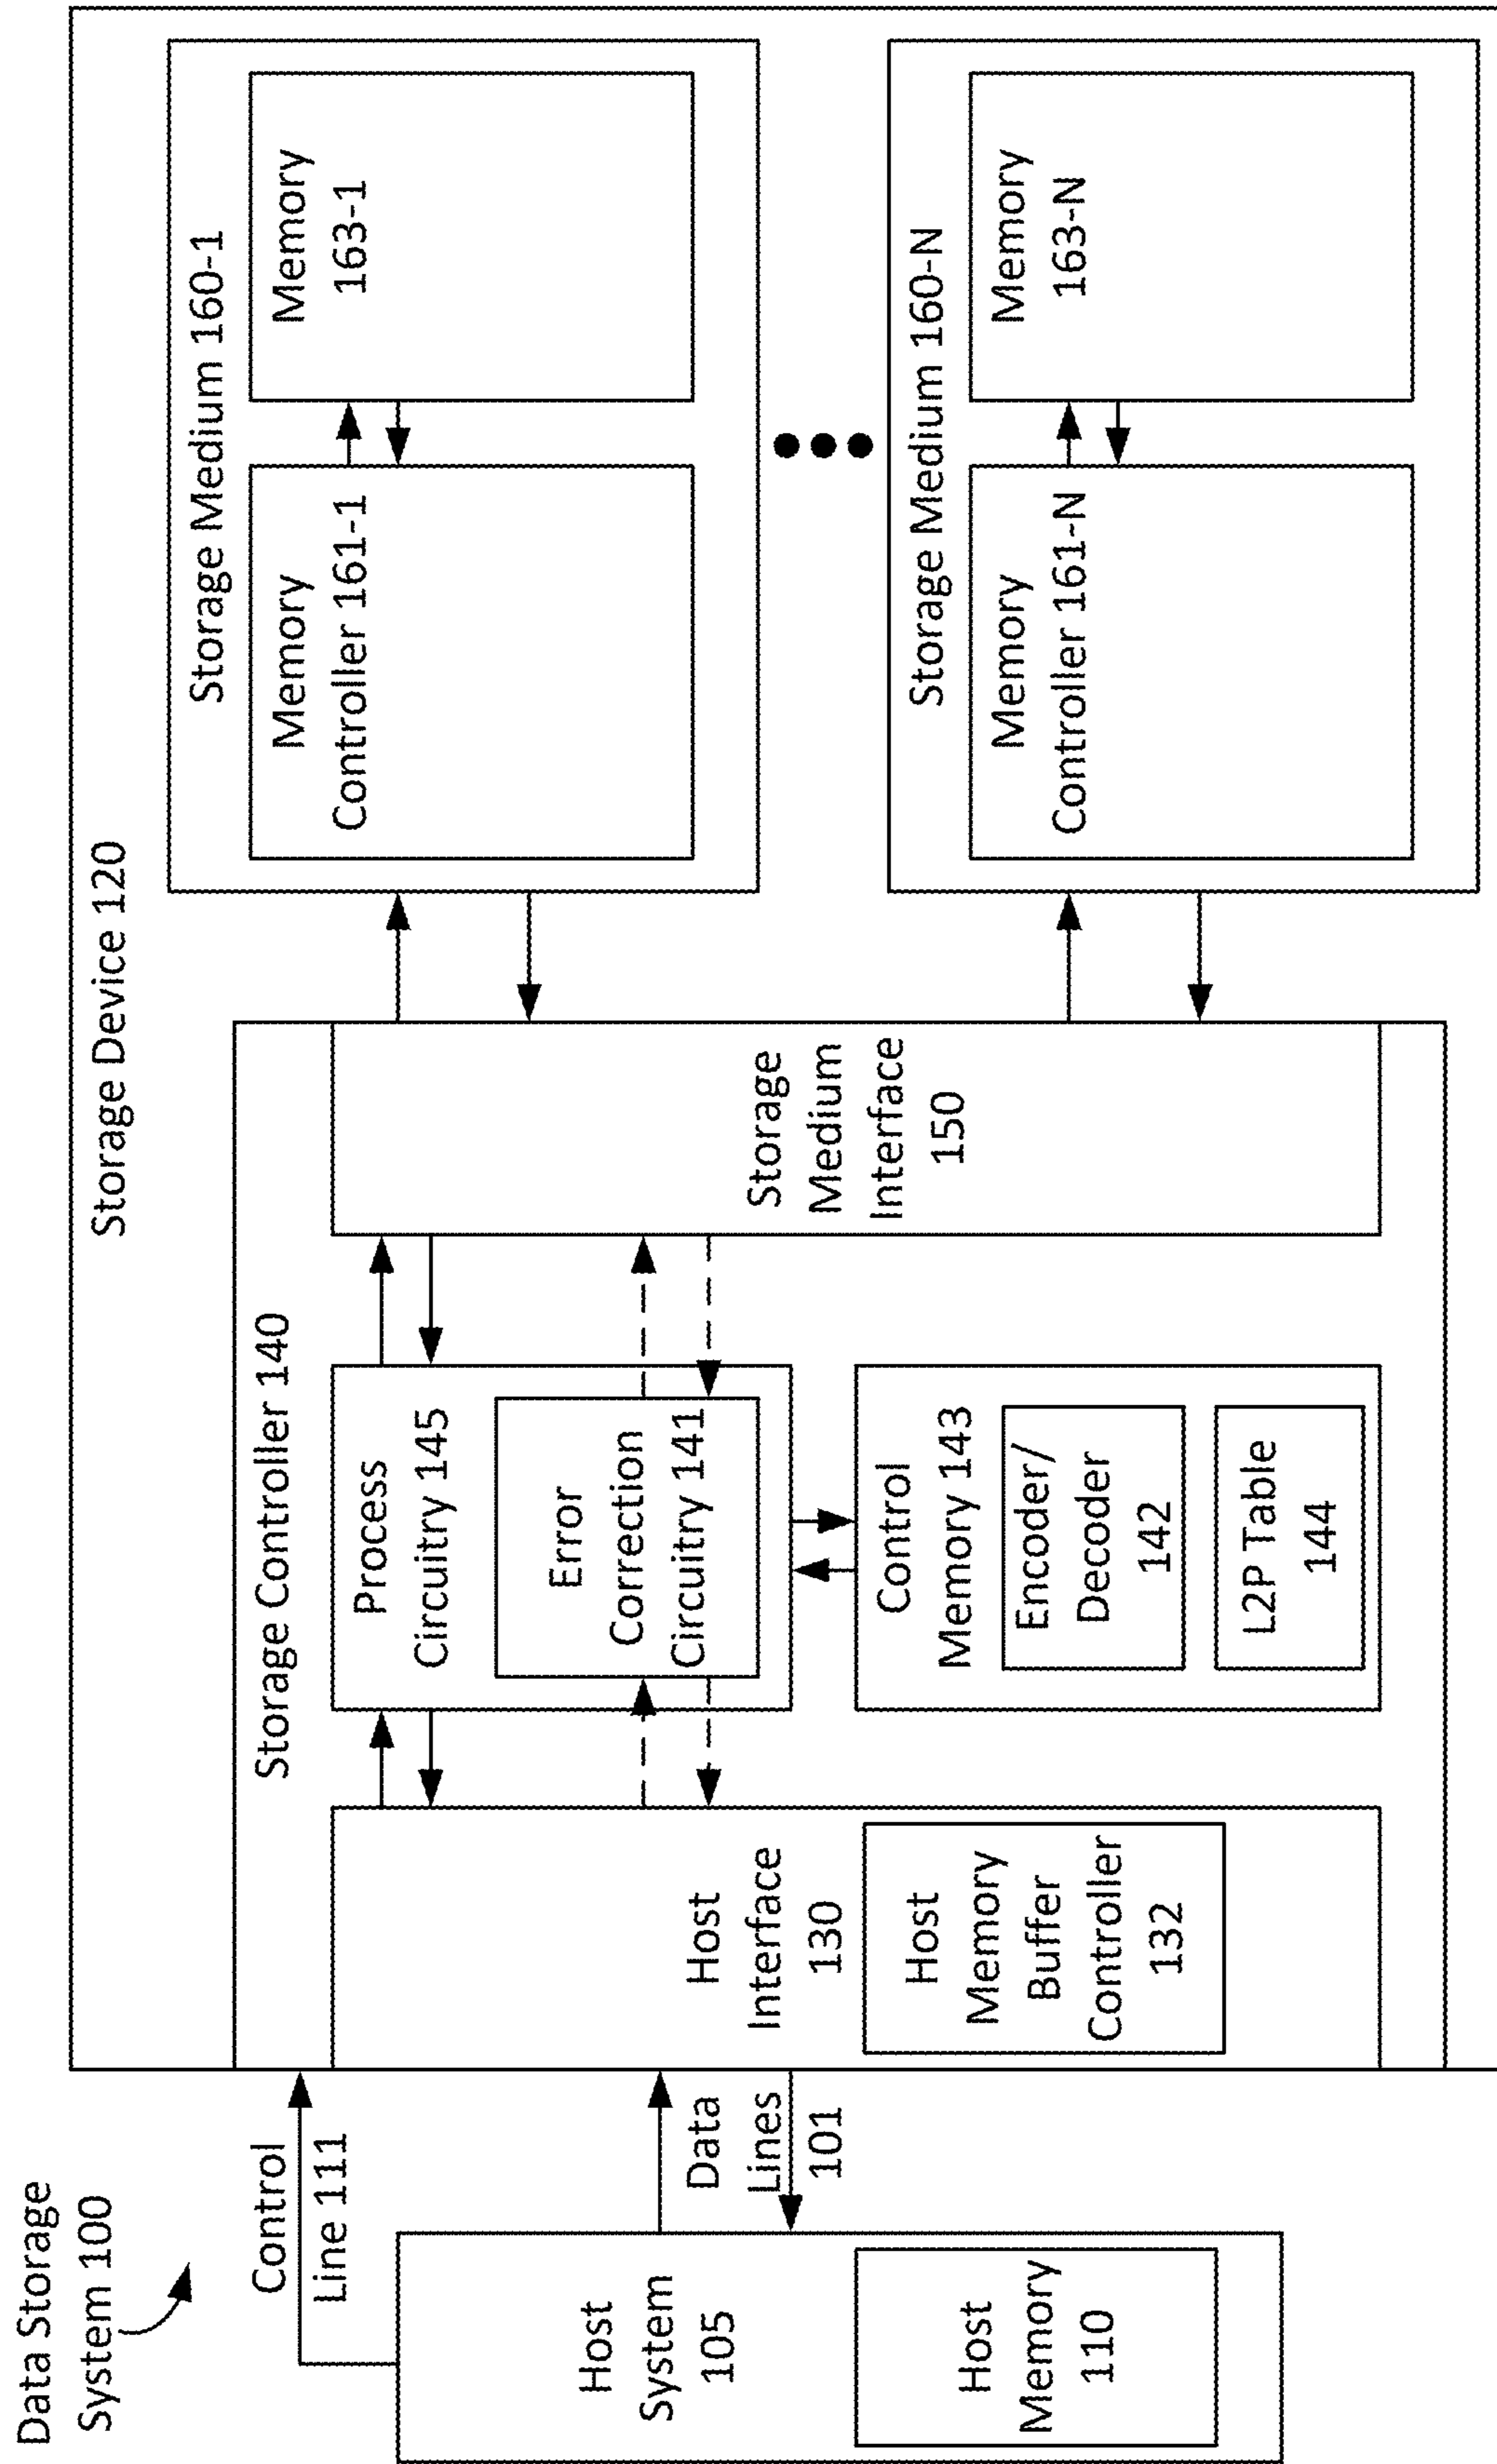 Data Storage
System 100
Control
Line 111
Host
System
105
Host
Memory
110
Data
Lines
101
Storage Device 120
Storage Controller 140
Host
Interface
130
Host
Memory
Buffer
Controller
132
Process
Circuitry 145
Error
Correction
Circuitry 141
Control
Memory 143
Encoder/
Decoder
142
L2P Table
144
Storage
Medium
Interface
150
Storage Medium 160-1
Memory
Controller 161-1
Memory
163-1
Storage Medium 160-N
Memory
Controller 161-N
Memory
163-N